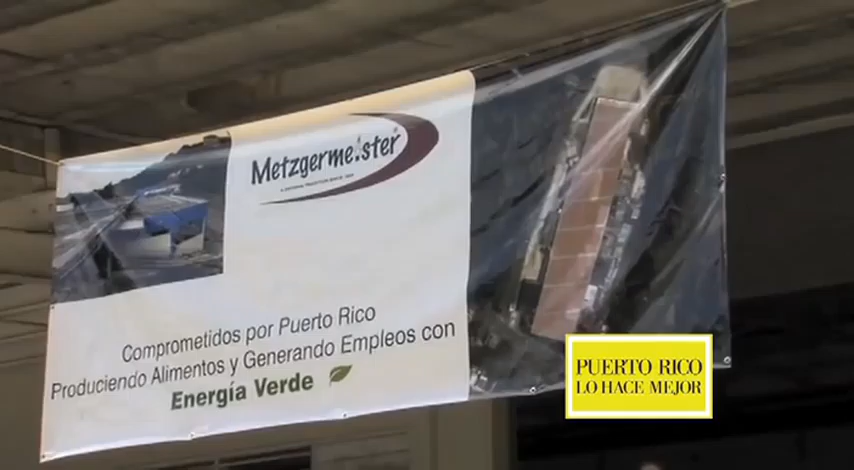 Metzgermeister
Comprometidos por Puerto Rico
Produciendo Alimentos y Generando Empleos con
Energía Verde
PUERTO RICO
LO HACE MEJOR